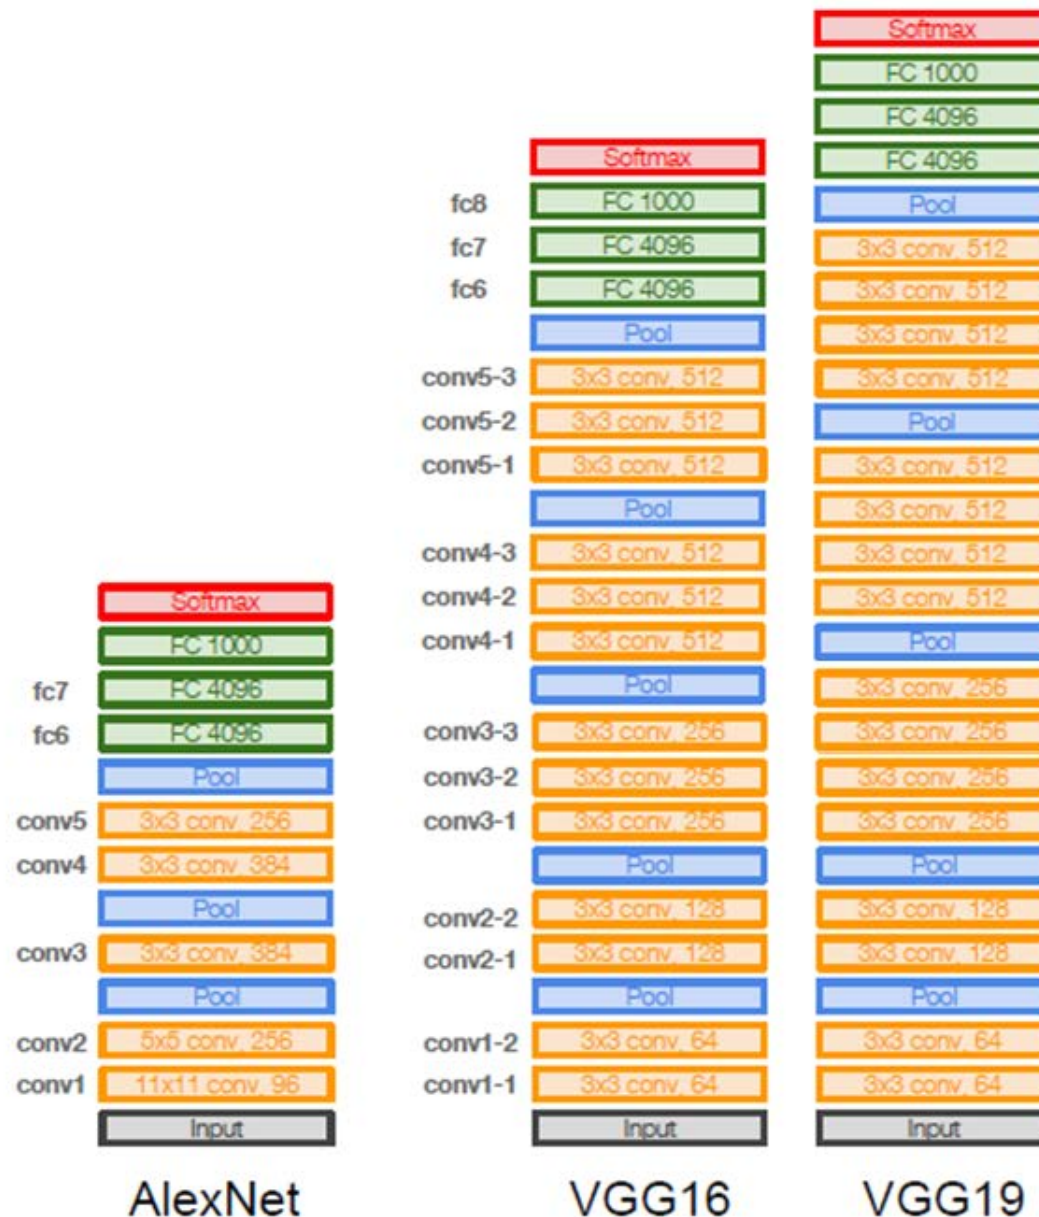 Softmax
FC 1000
FC 4096
FC 4096
Pool
3x3 conv, 512
3x3 conv, 512
3x3 conv, 512
3x3 conv, 512
Pool
3x3 conv, 512
3x3 conv, 512
3x3 conv, 512
3x3 conv, 512
Pool
3x3 conv, 256
3x3 conv, 256
3x3 conv, 256
3x3 conv, 256
Pool
3x3 conv, 128
3x3 conv, 128
Pool
3x3 conv, 64
3x3 conv, 64
Input
VGG19
Softmax
fc8 FC 1000
fc7 FC 4096
fc6 FC 4096
Pool
conv5-3 3x3 conv, 512
conv5-2 3x3 conv, 512
conv5-1 3x3 conv, 512
Pool
conv4-3 3x3 conv, 512
conv4-2 3x3 conv, 512
conv4-1 3x3 conv, 512
Pool
conv3-3 3x3 conv, 256
conv3-2 3x3 conv, 256
conv3-1 3x3 conv, 256
Pool
conv2-2 3x3 conv, 128
conv2-1 3x3 conv, 128
Pool
conv1-2 3x3 conv, 64
conv1-1 3x3 conv, 64
Input
VGG16
Softmax
FC 1000
fc7 FC 4096
fc6 FC 4096
Pool
conv5 3x3 conv, 256
conv4 3x3 conv, 384
Pool
conv3 3x3 conv, 384
Pool
conv2 5x5 conv, 256
conv1 11x11 conv, 96
Input
AlexNet